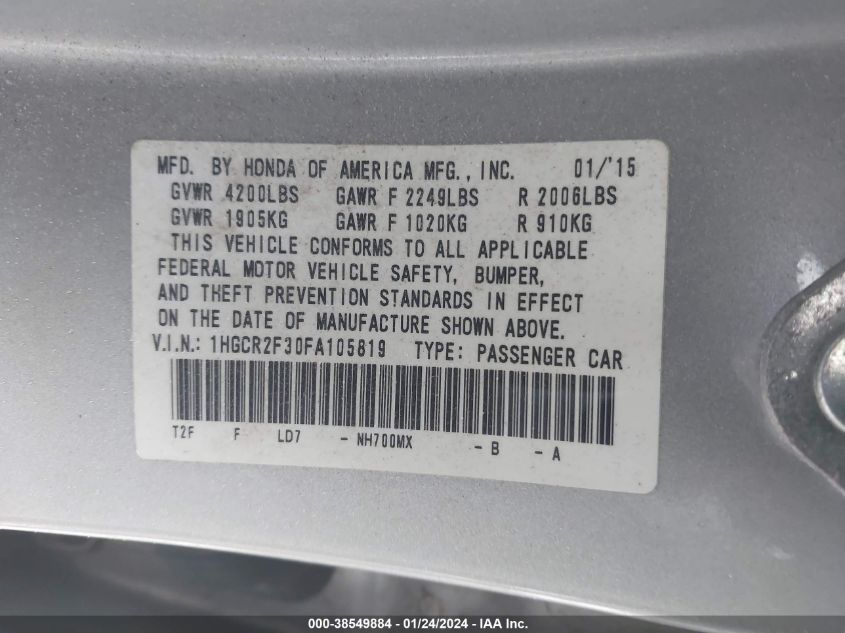 MFD. BY HONDA OF AMERICA MFG., INC. 01/'15
GVWR 4200LBS GAWR F 2249LBS R 2006LBS
GVWR 1905KG GAWR F 1020KG R 910KG
THIS VEHICLE CONFORMS TO ALL APPLICABLE
FEDERAL MOTOR VEHICLE SAFETY, BUMPER,
AND THEFT PREVENTION STANDARDS IN EFFECT
ON THE DATE OF MANUFACTURE SHOWN ABOVE.
V.I.N.: 1HGCR2F30FA105819 TYPE: PASSENGER CAR
T2F F LD7 - NH700MX - B - A
000-38549884 - 01/24/2024 - IAA Inc.